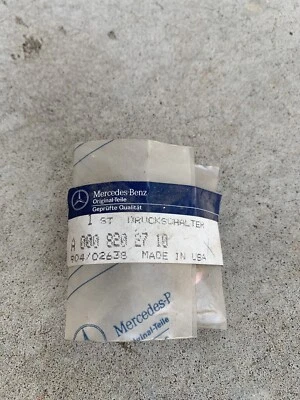 Mercedes-Benz
Original-Teile
Geprüfte Qualität
1 ST DRUCKSCHALTER
A 000 820 27 10
904/02638 MADE IN USA
Mercedes-B
Original-Teile